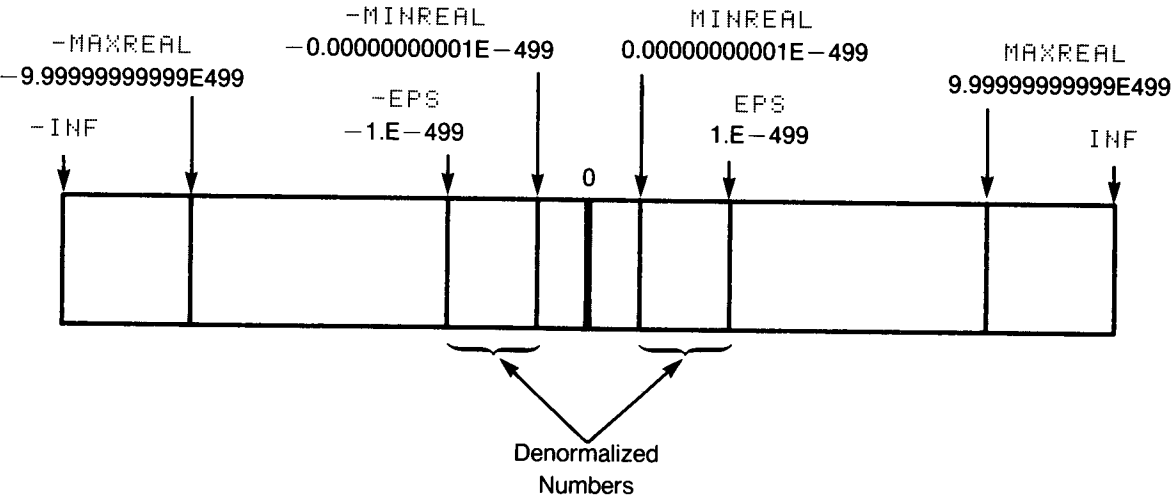 -MINREAL
−0.00000000001E−499
MINREAL
0.00000000001E−499
-MAXREAL
−9.99999999999E499
MAXREAL
9.99999999999E499
-EPS
−1.E−499
EPS
1.E−499
-INF
INF
0
Denormalized
Numbers